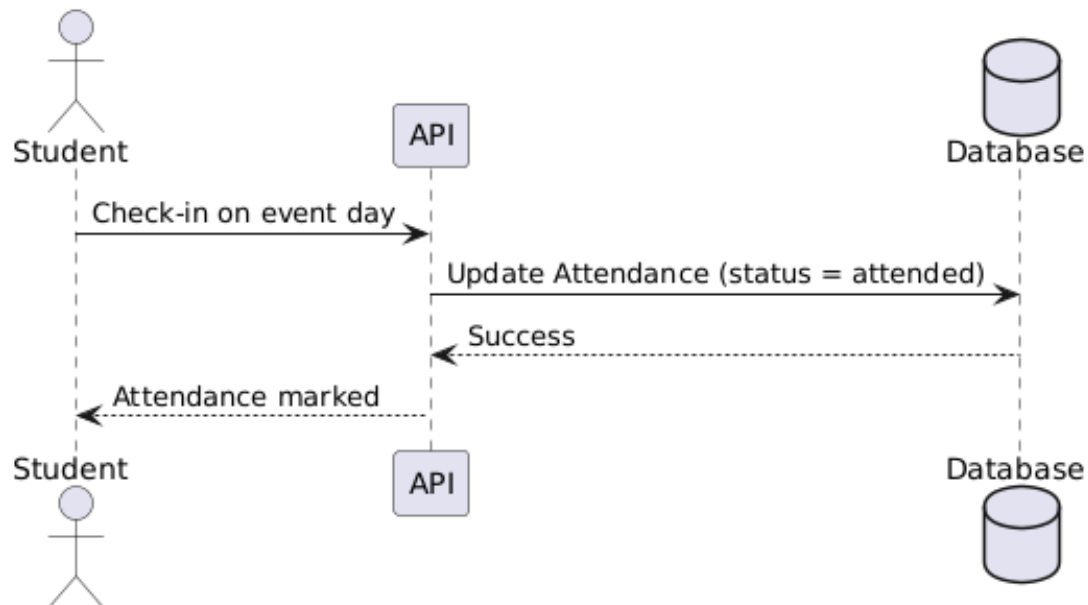 Student
API
Database
Check-in on event day
Update Attendance (status = attended)
Success
Attendance marked
Student
API
Database